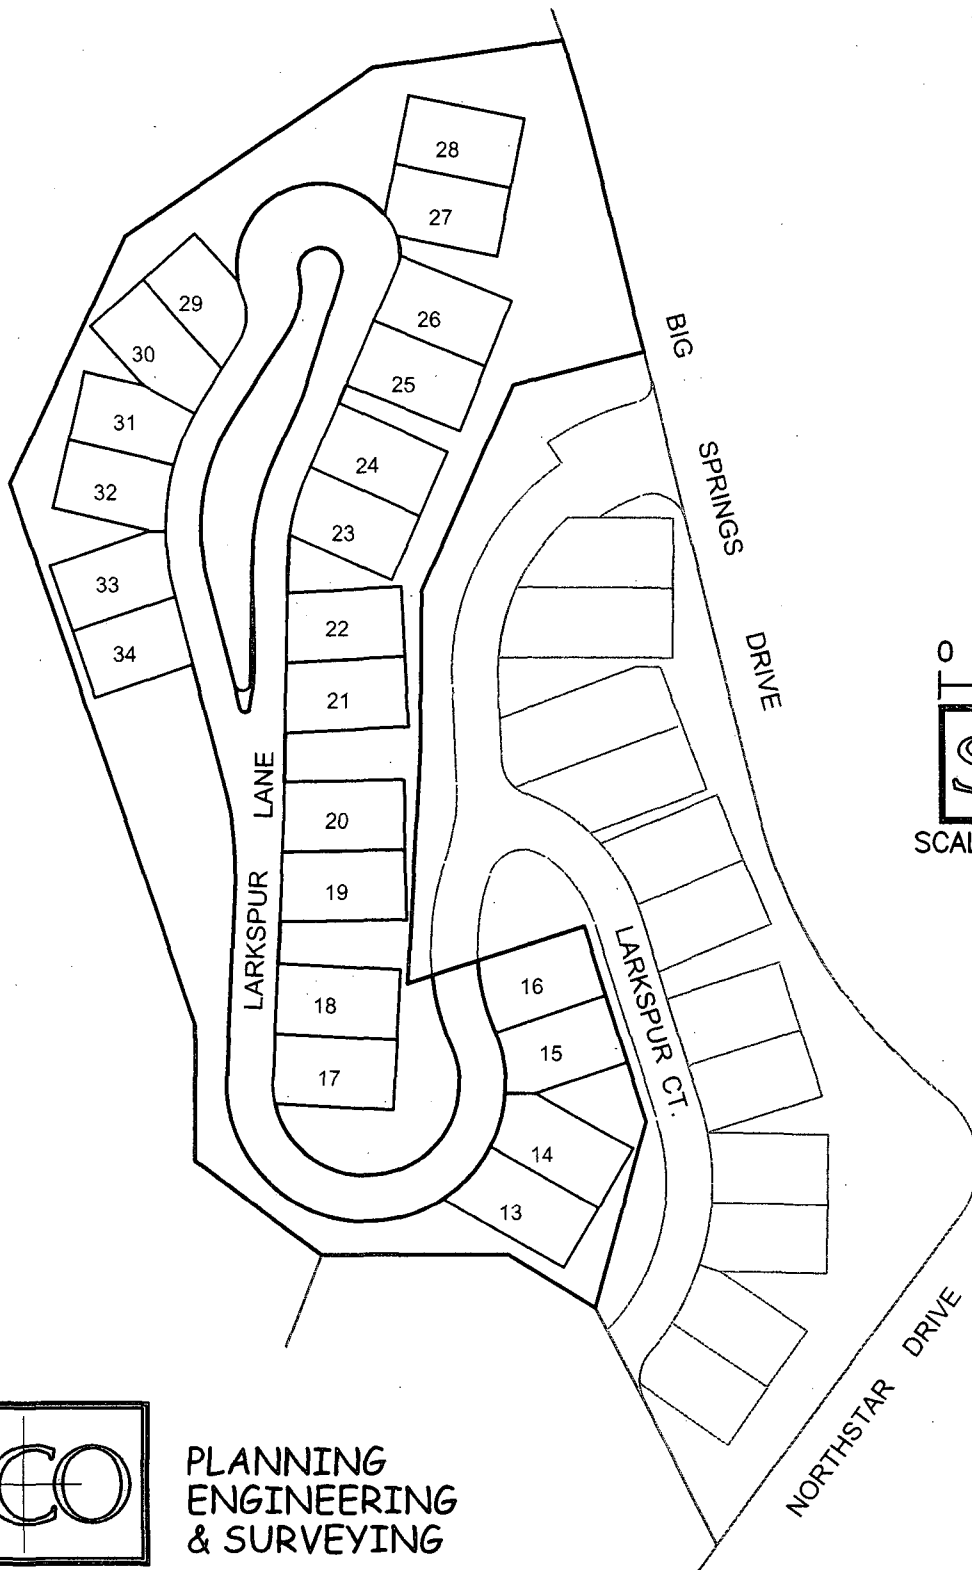 28
27
29
26
30
BIG
25
31
24
32
SPRINGS
23
33
22
34
DRIVE
0
21
LANE
20
SCAL
19
LARKSPUR
LARKSPUR CT.
16
18
15
17
14
13
DRIVE
NORTHSTAR
CO
PLANNING
ENGINEERING
& SURVEYING